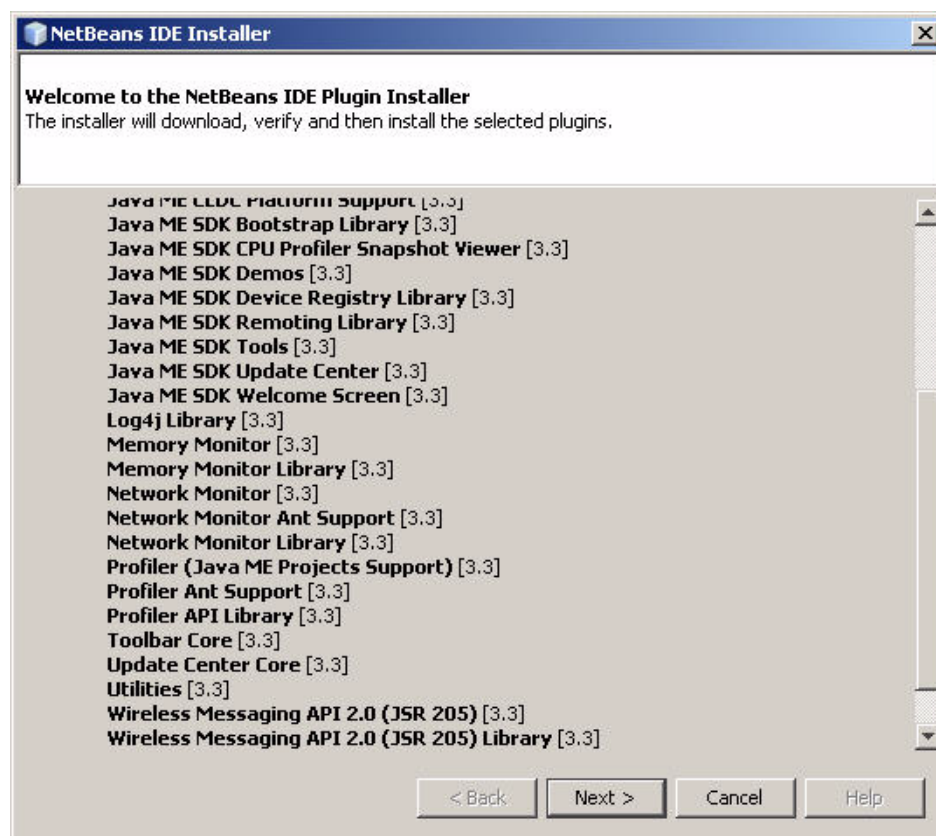 NetBeans IDE Installer
Welcome to the NetBeans IDE Plugin Installer
The installer will download, verify and then install the selected plugins.
Java ME CLDC Platform Support [3.3]
Java ME SDK Bootstrap Library [3.3]
Java ME SDK CPU Profiler Snapshot Viewer [3.3]
Java ME SDK Demos [3.3]
Java ME SDK Device Registry Library [3.3]
Java ME SDK Remoting Library [3.3]
Java ME SDK Tools [3.3]
Java ME SDK Update Center [3.3]
Java ME SDK Welcome Screen [3.3]
Log4j Library [3.3]
Memory Monitor [3.3]
Memory Monitor Library [3.3]
Network Monitor [3.3]
Network Monitor Ant Support [3.3]
Network Monitor Library [3.3]
Profiler (Java ME Projects Support) [3.3]
Profiler Ant Support [3.3]
Profiler API Library [3.3]
Toolbar Core [3.3]
Update Center Core [3.3]
Utilities [3.3]
Wireless Messaging API 2.0 (JSR 205) [3.3]
Wireless Messaging API 2.0 (JSR 205) Library [3.3]
< Back Next > Cancel Help